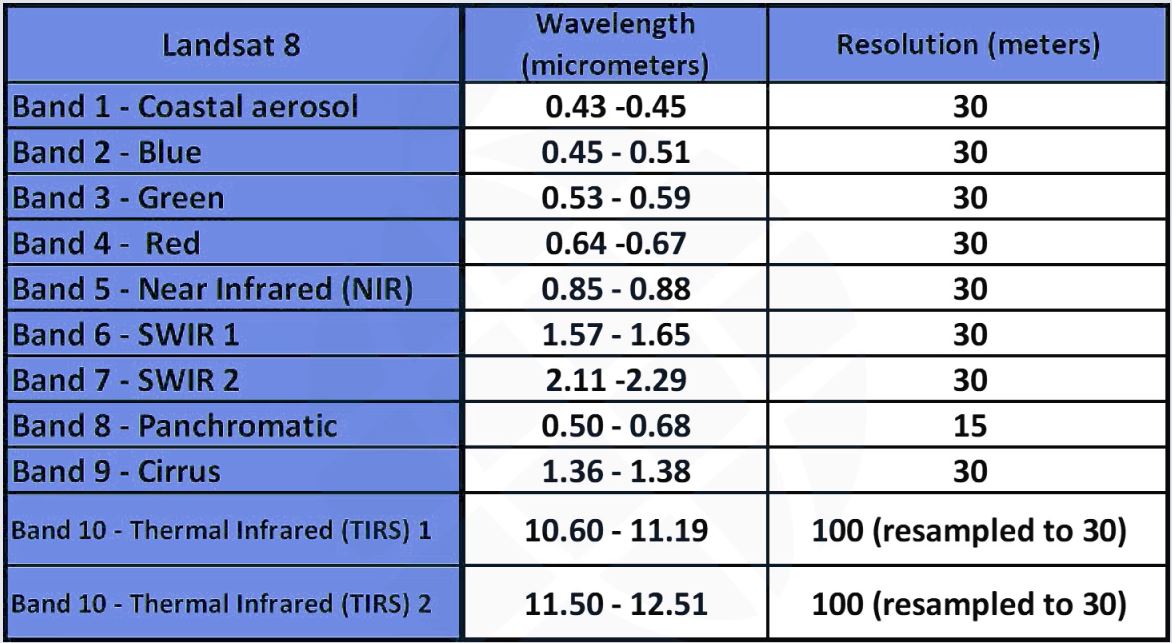 Landsat 8 Wavelength (micrometers) Resolution (meters)
Band 1 - Coastal aerosol 0.43 -0.45 30
Band 2 - Blue 0.45 - 0.51 30
Band 3 - Green 0.53 - 0.59 30
Band 4 -  Red 0.64 -0.67 30
Band 5 - Near Infrared (NIR) 0.85 - 0.88 30
Band 6 - SWIR 1 1.57 - 1.65 30
Band 7 - SWIR 2 2.11 -2.29 30
Band 8 - Panchromatic 0.50 - 0.68 15
Band 9 - Cirrus 1.36 - 1.38 30
Band 10 - Thermal Infrared (TIRS) 1 10.60 - 11.19 100 (resampled to 30)
Band 10 - Thermal Infrared (TIRS) 2 11.50 - 12.51 100 (resampled to 30)